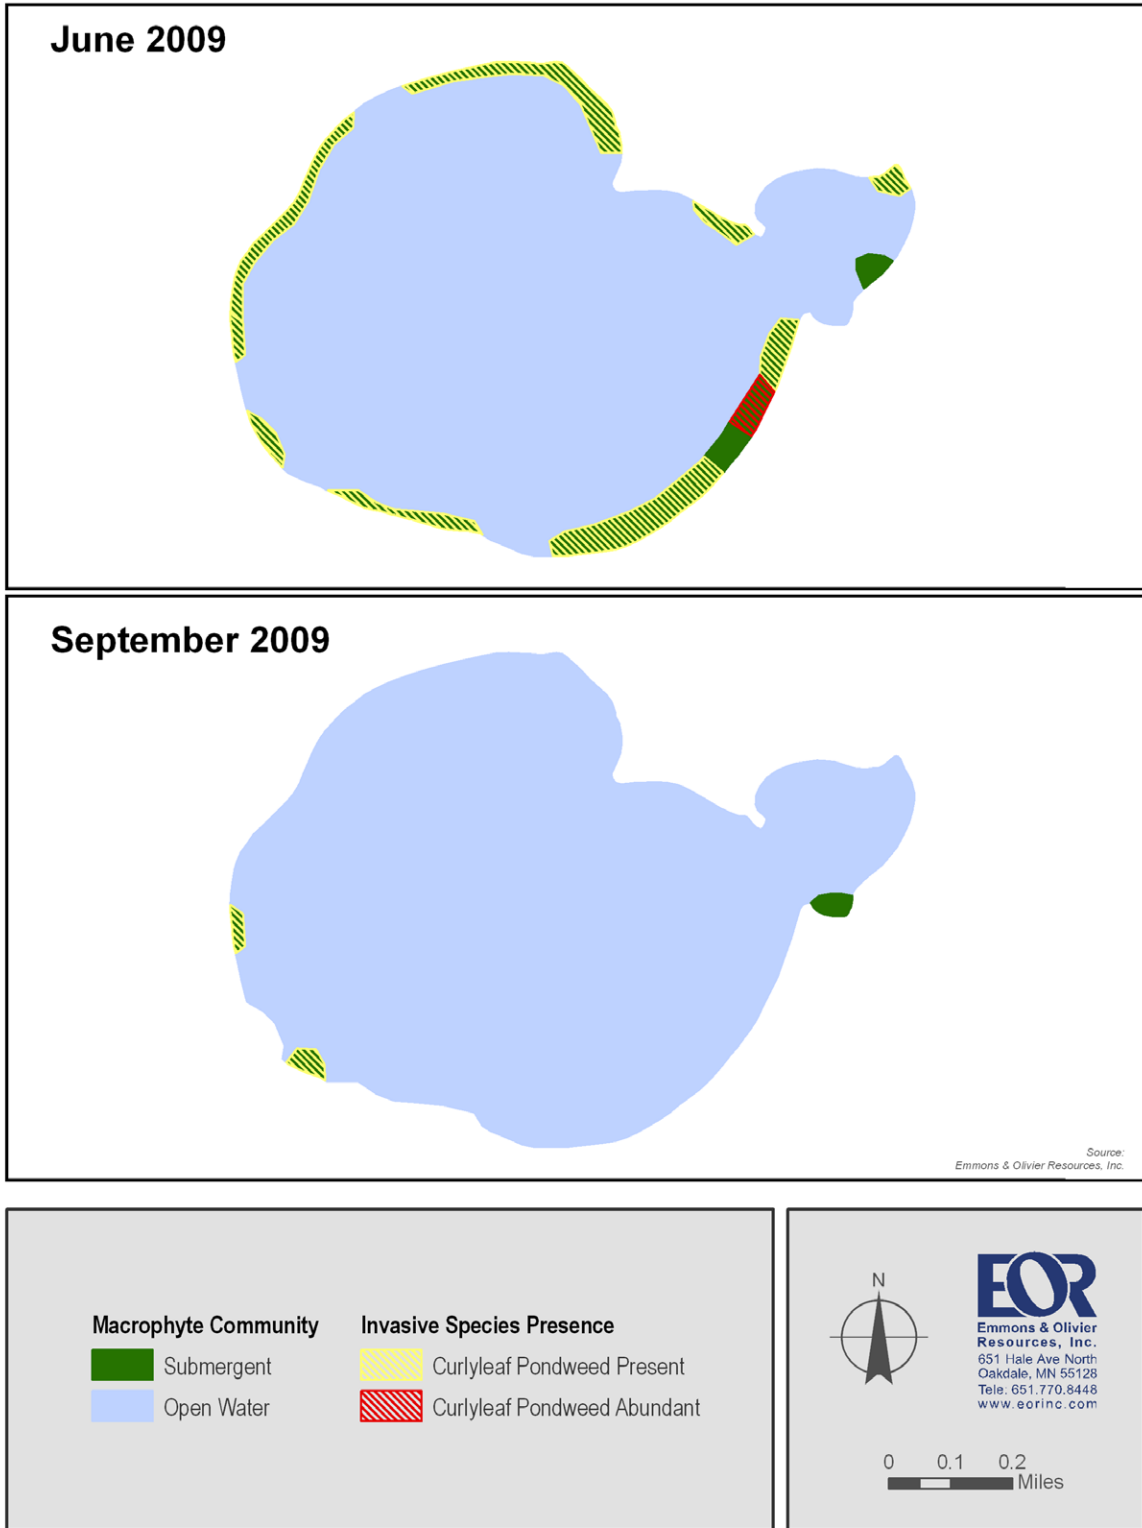 June 2009
September 2009
Source:
Emmons & Olivier Resources, Inc.
Macrophyte Community
Submergent
Open Water
Invasive Species Presence
Curlyleaf Pondweed Present
Curlyleaf Pondweed Abundant
N
EOR
Emmons & Olivier
Resources, Inc.
651 Hale Ave North
Oakdale, MN 55128
Tele: 651.770.8448
www.eorinc.com
0 0.1 0.2
Miles